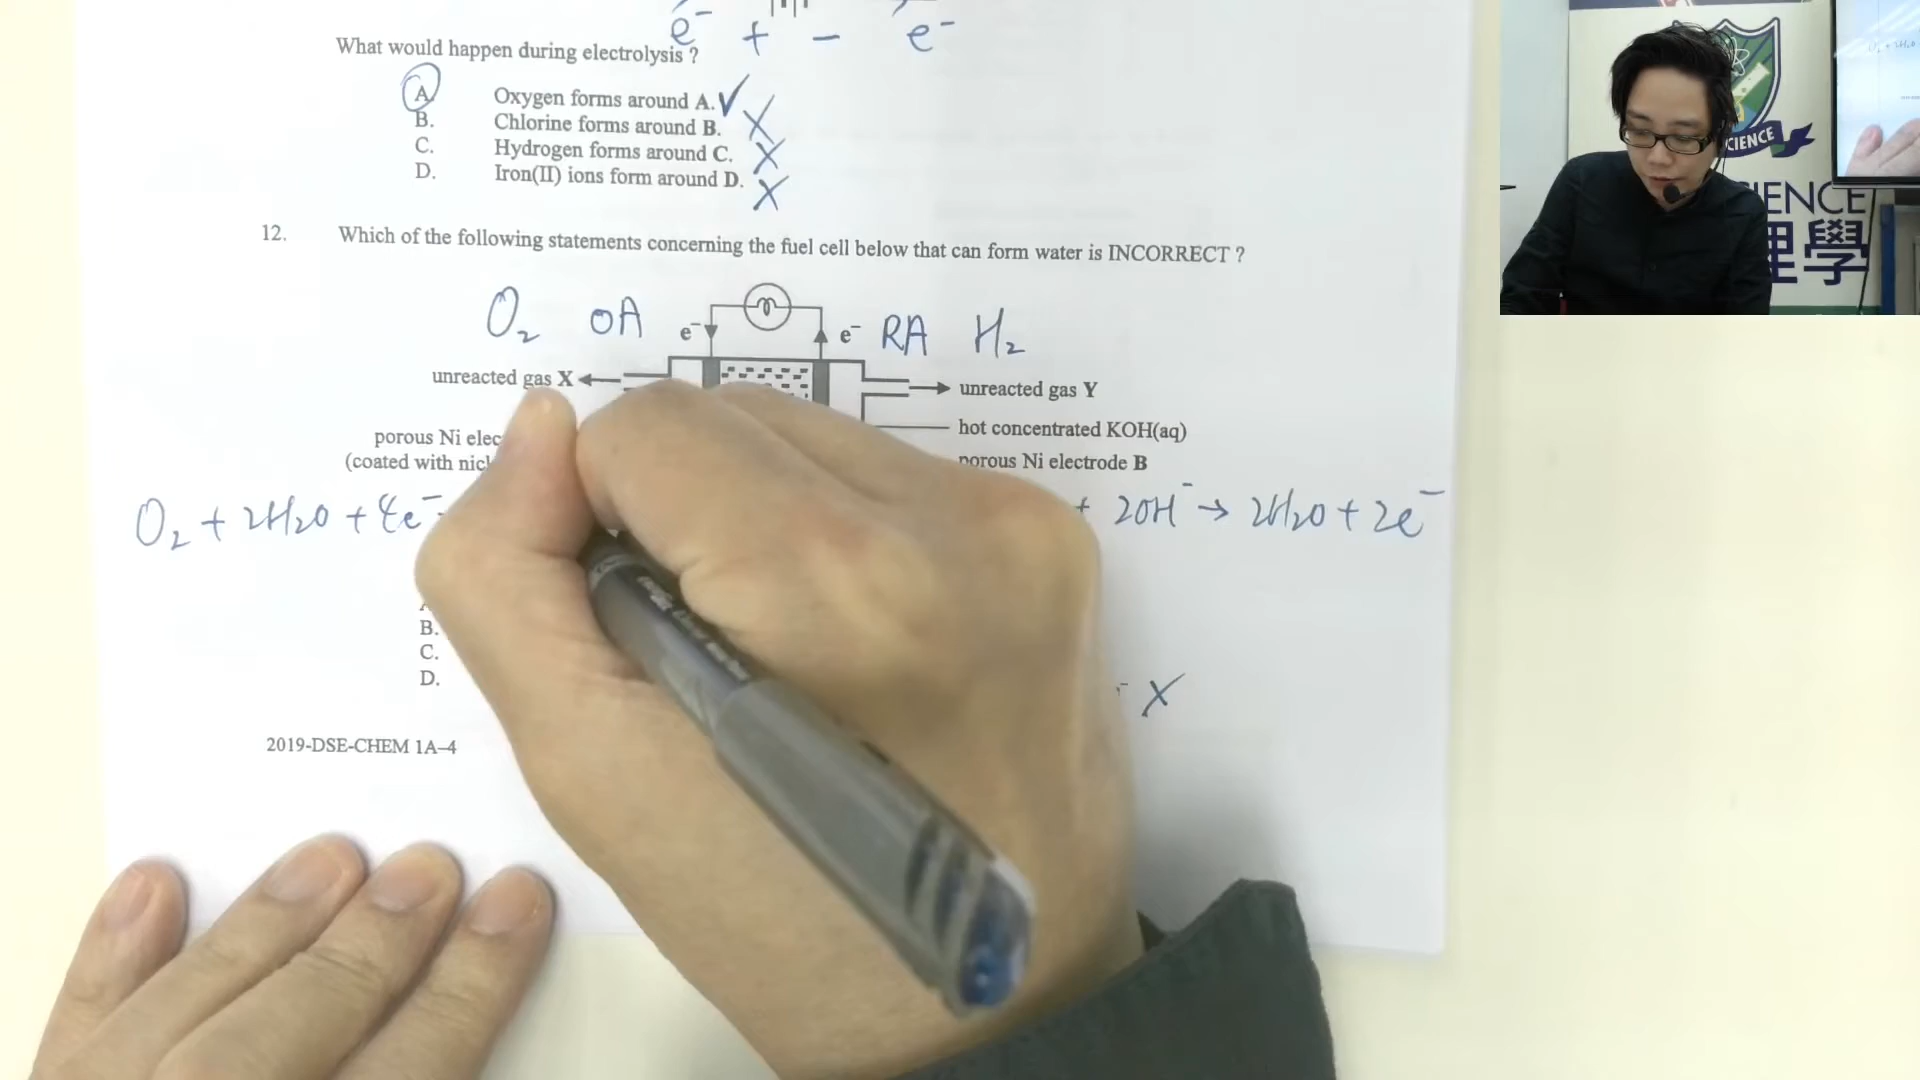 e⁻ + − e⁻
What would happen during electrolysis ?
A. Oxygen forms around A. ✓
B. Chlorine forms around B. X
C. Hydrogen forms around C. X
D. Iron(II) ions form around D. X
12. Which of the following statements concerning the fuel cell below that can form water is INCORRECT ?
O₂ OA e⁻ e⁻ RA H₂
unreacted gas X
unreacted gas Y
hot concentrated KOH(aq)
porous Ni
(coated with
porous Ni electrode B
O₂ + 2H₂O + 4e⁻
+ 2OH⁻ → 2H₂O + 2e⁻
B.
C.
D.
X
2019-DSE-CHEM 1A–4
CIENCE
IENCE
理學